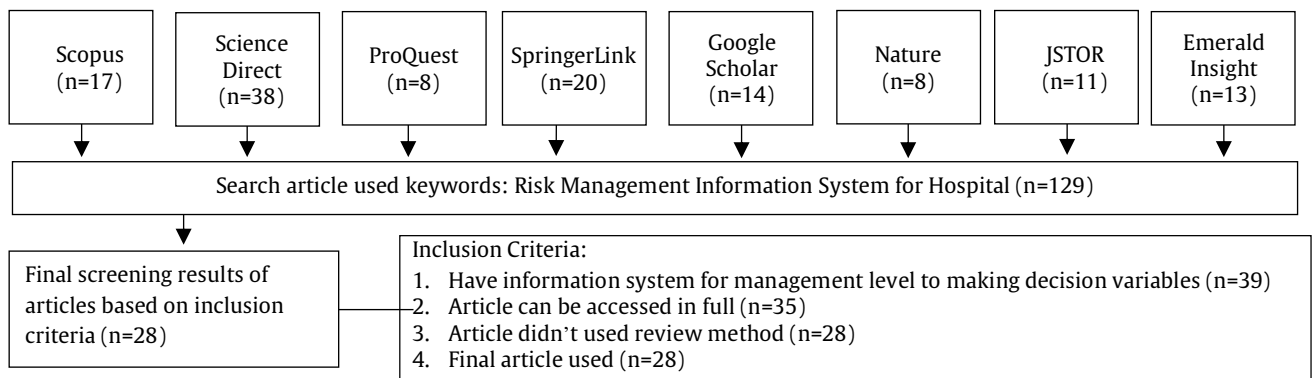 Scopus
(n=17)
Science
Direct
(n=38)
ProQuest
(n=8)
SpringerLink
(n=20)
Google
Scholar
(n=14)
Nature
(n=8)
JSTOR
(n=11)
Emerald
Insight
(n=13)
Search article used keywords: Risk Management Information System for Hospital (n=129)
Final screening results of
articles based on inclusion
criteria (n=28)
Inclusion Criteria:
1. Have information system for management level to making decision variables (n=39)
2. Article can be accessed in full (n=35)
3. Article didn't used review method (n=28)
4. Final article used (n=28)